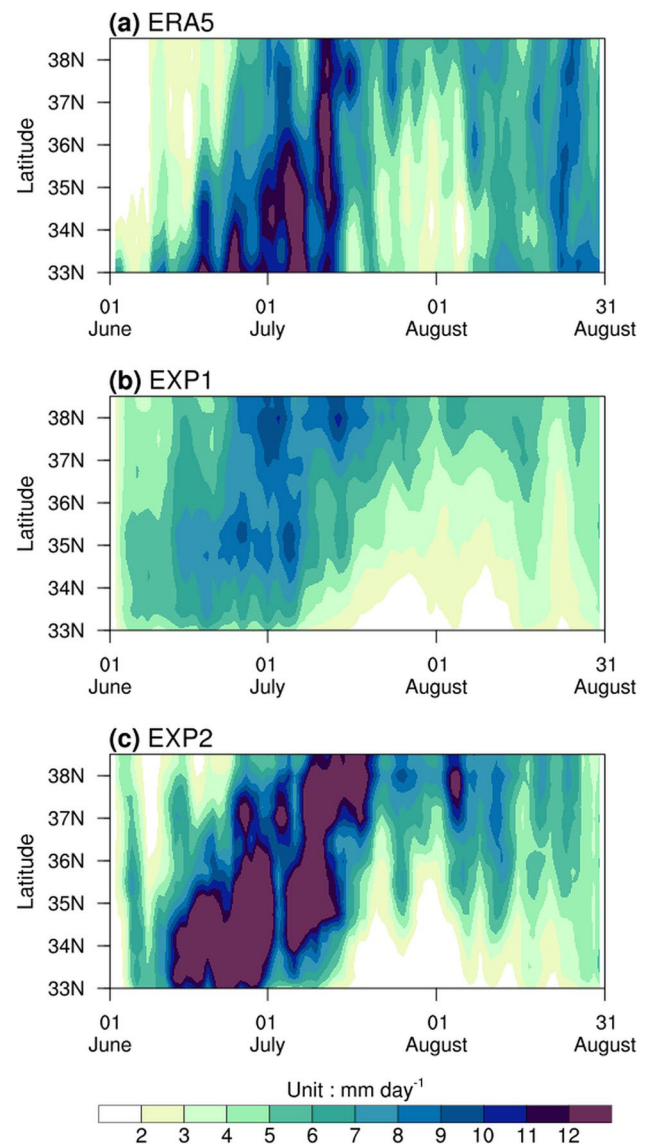 (a) ERA5
38N
37N
36N
35N
34N
33N
Latitude
01 01 01 31
June July August August
(b) EXP1
38N
37N
36N
35N
34N
33N
Latitude
01 01 01 31
June July August August
(c) EXP2
38N
37N
36N
35N
34N
33N
Latitude
01 01 01 31
June July August August
Unit : mm day-1
2 3 4 5 6 7 8 9 10 11 12